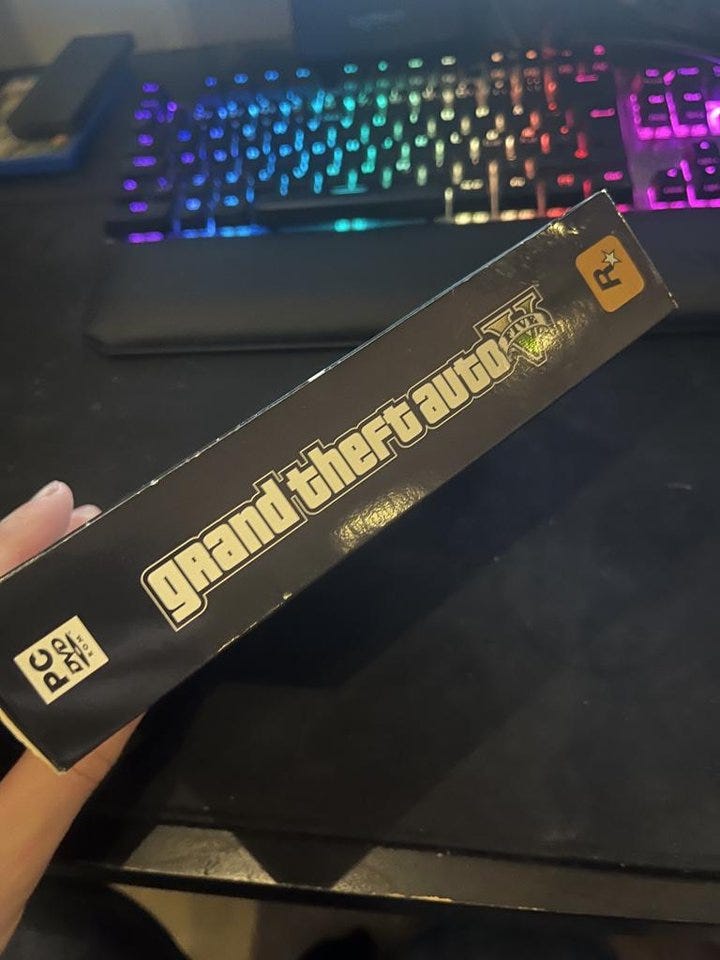 PC
DVD
ROM
grand theft auto
FIVE
V
R